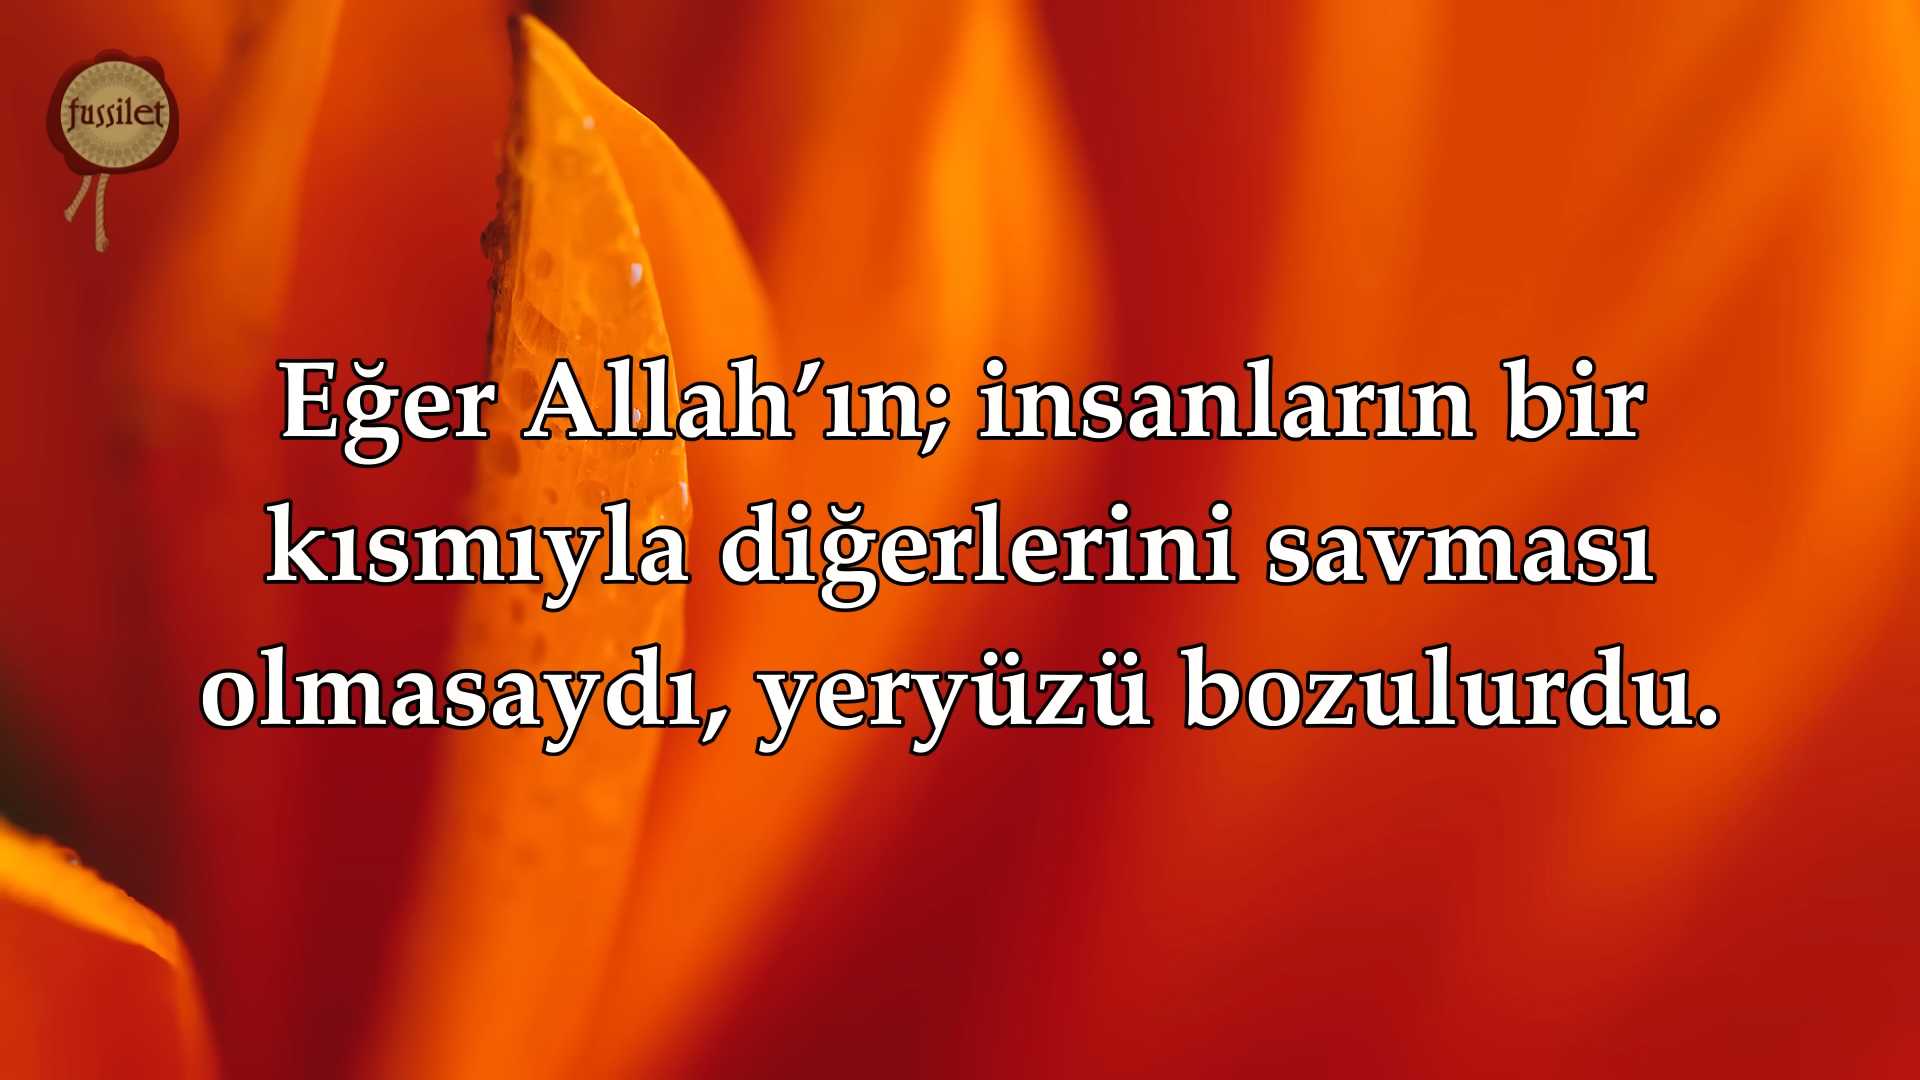 fussilet
Eğer Allah’ın; insanların bir
kısmıyla diğerlerini savması
olmasaydı, yeryüzü bozulurdu.